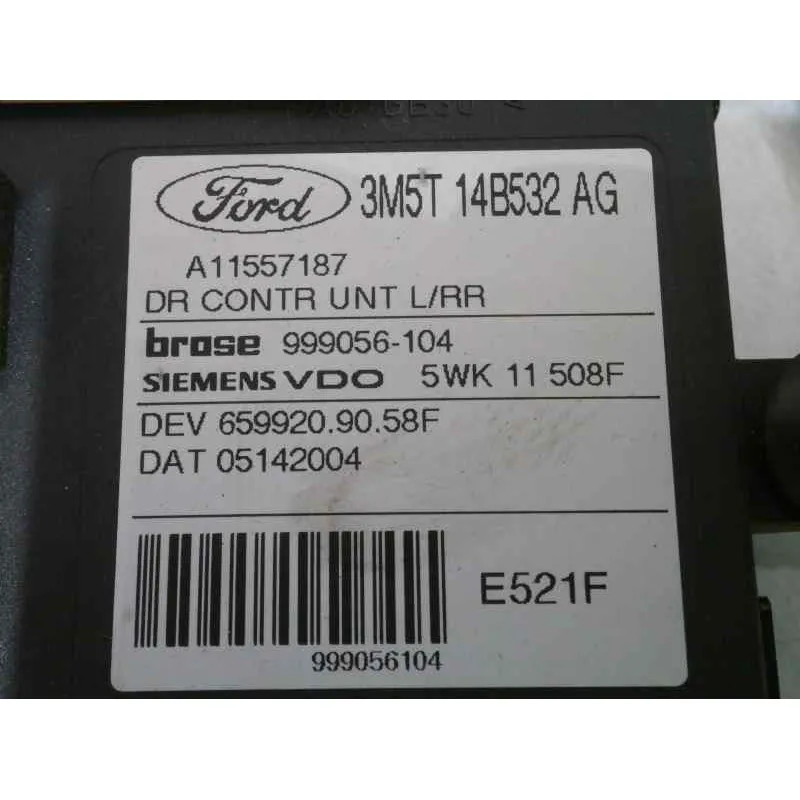 Ford 3M5T 14B532 AG
A11557187
DR CONTR UNT L/RR
brose 999056-104
SIEMENS VDO 5WK 11 508F
DEV 659920.90.58F
DAT 05142004
E521F
999056104